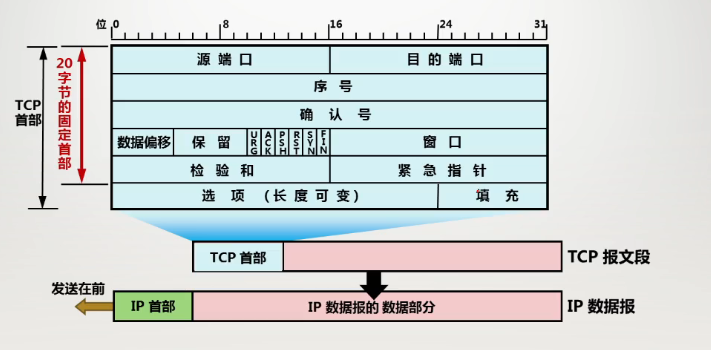 位 0 8 16 24 31
源端口 目的端口
序号
确认号
数据偏移 保留 URG ACK PSH RST SYN FIN 窗口
检验和 紧急指针
选项 (长度可变) 填充
TCP
首部
20
字节的固定首部
TCP 首部
TCP 报文段
发送在前
IP 首部
IP 数据报的 数据部分
IP 数据报